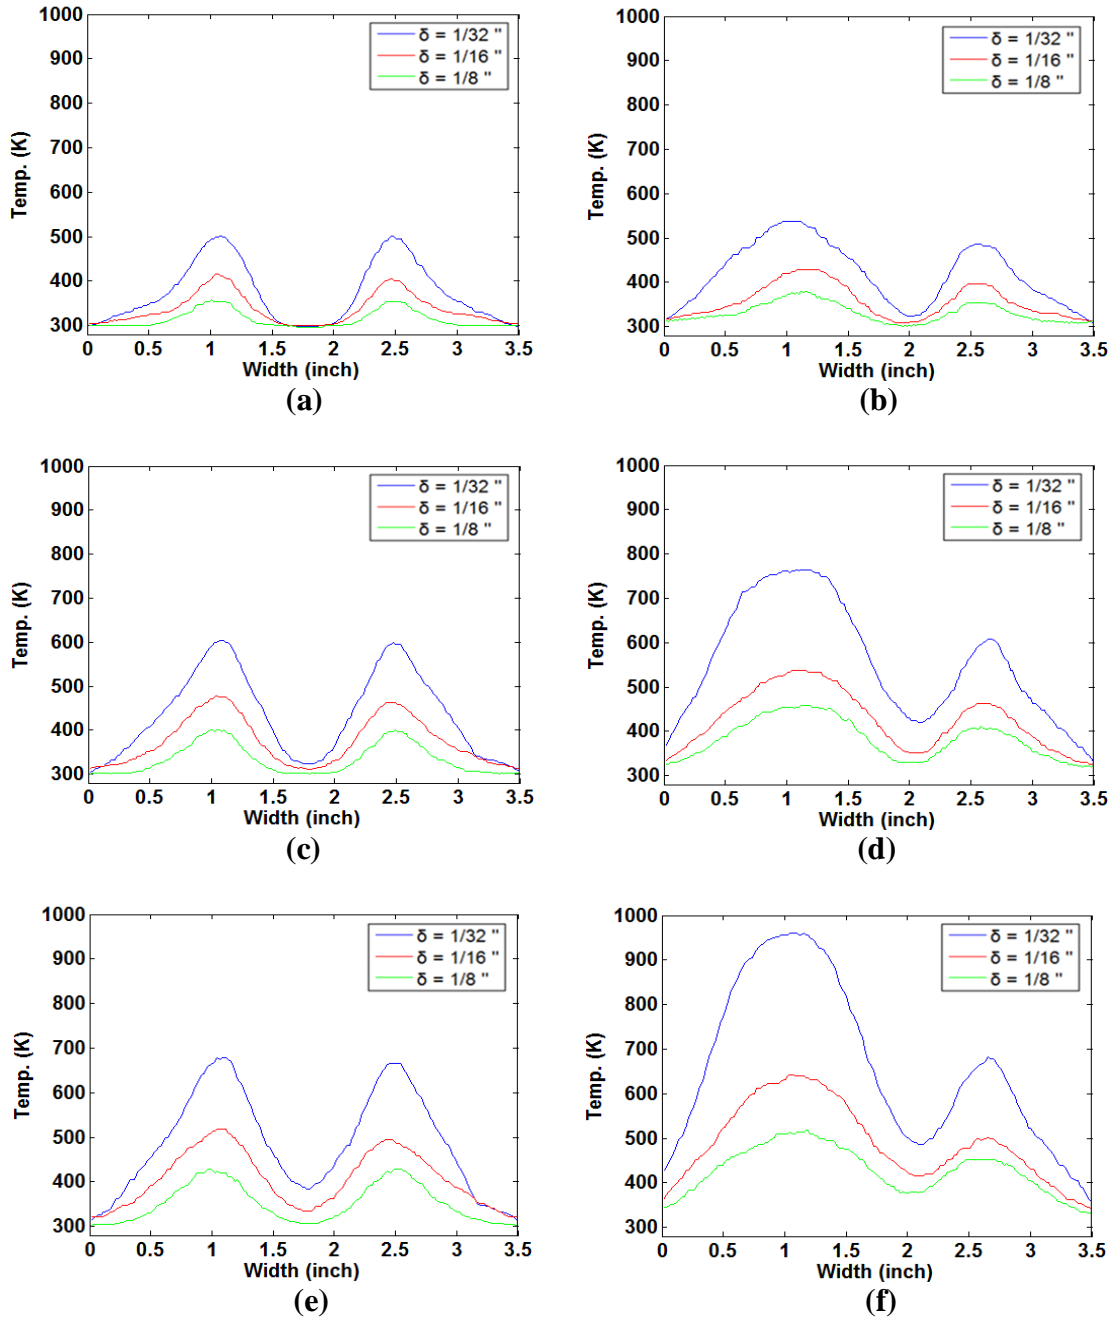 1000
900
800
700
600
500
400
300
Temp. (K)
δ = 1/32 "
δ = 1/16 "
δ = 1/8 "
0 0.5 1 1.5 2 2.5 3 3.5
Width (inch)
(a)
1000
900
800
700
600
500
400
300
Temp. (K)
δ = 1/32 "
δ = 1/16 "
δ = 1/8 "
0 0.5 1 1.5 2 2.5 3 3.5
Width (inch)
(b)
1000
900
800
700
600
500
400
300
Temp. (K)
δ = 1/32 "
δ = 1/16 "
δ = 1/8 "
0 0.5 1 1.5 2 2.5 3 3.5
Width (inch)
(c)
1000
900
800
700
600
500
400
300
Temp. (K)
δ = 1/32 "
δ = 1/16 "
δ = 1/8 "
0 0.5 1 1.5 2 2.5 3 3.5
Width (inch)
(d)
1000
900
800
700
600
500
400
300
Temp. (K)
δ = 1/32 "
δ = 1/16 "
δ = 1/8 "
0 0.5 1 1.5 2 2.5 3 3.5
Width (inch)
(e)
1000
900
800
700
600
500
400
300
Temp. (K)
δ = 1/32 "
δ = 1/16 "
δ = 1/8 "
0 0.5 1 1.5 2 2.5 3 3.5
Width (inch)
(f)